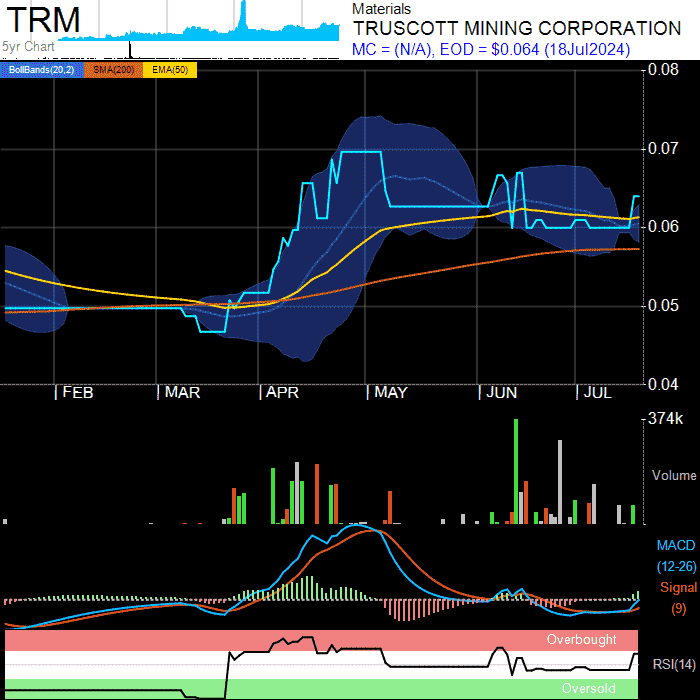 TRM
5yr Chart
Materials
TRUSCOTT MINING CORPORATION
MC = (N/A), EOD = $0.064 (18Jul2024)
BollBands(20,2) SMA(200) EMA(50)
0.08
0.07
0.06
0.05
0.04
FEB MAR APR MAY JUN JUL
374k
Volume
MACD
(12-26)
Signal
(9)
Overbought
RSI(14)
Oversold